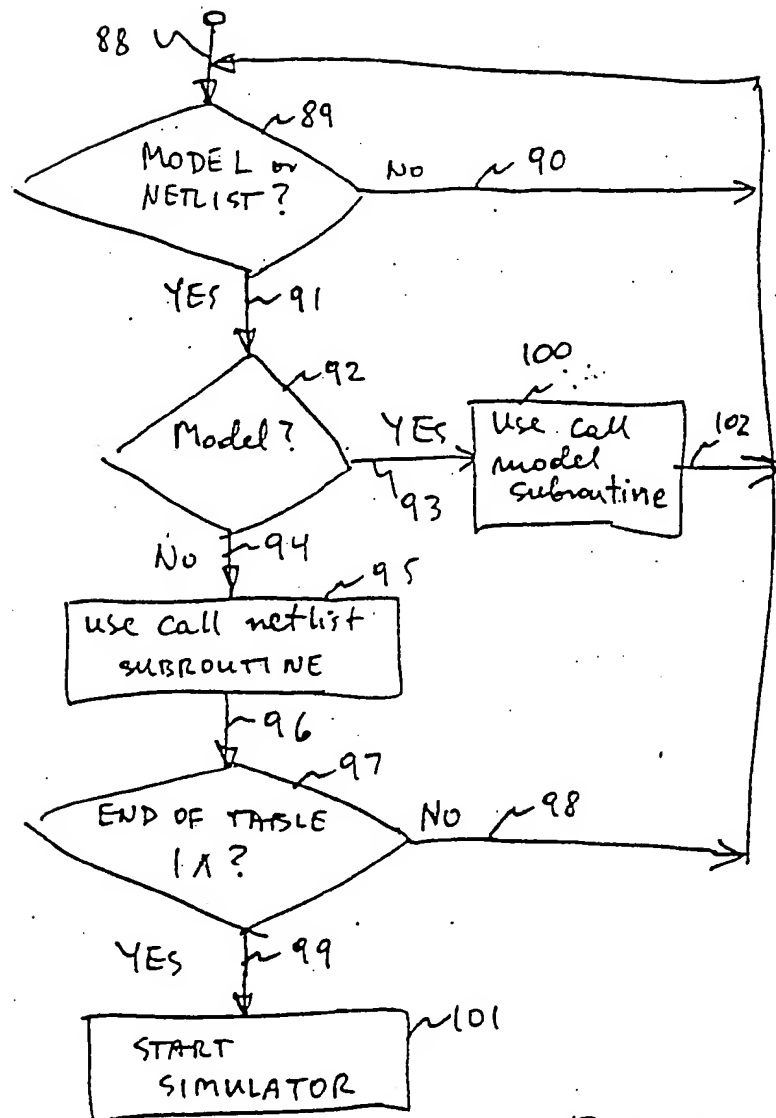 88
89
MODEL or
NETLIST?
NO
90
YES
91
92
Model?
YES
93
100
Use call
model
subroutine
102
NO
94
95
use call netlist
SUBROUTINE
96
97
END OF TABLE
1A?
NO
98
YES
99
101
START
SIMULATOR